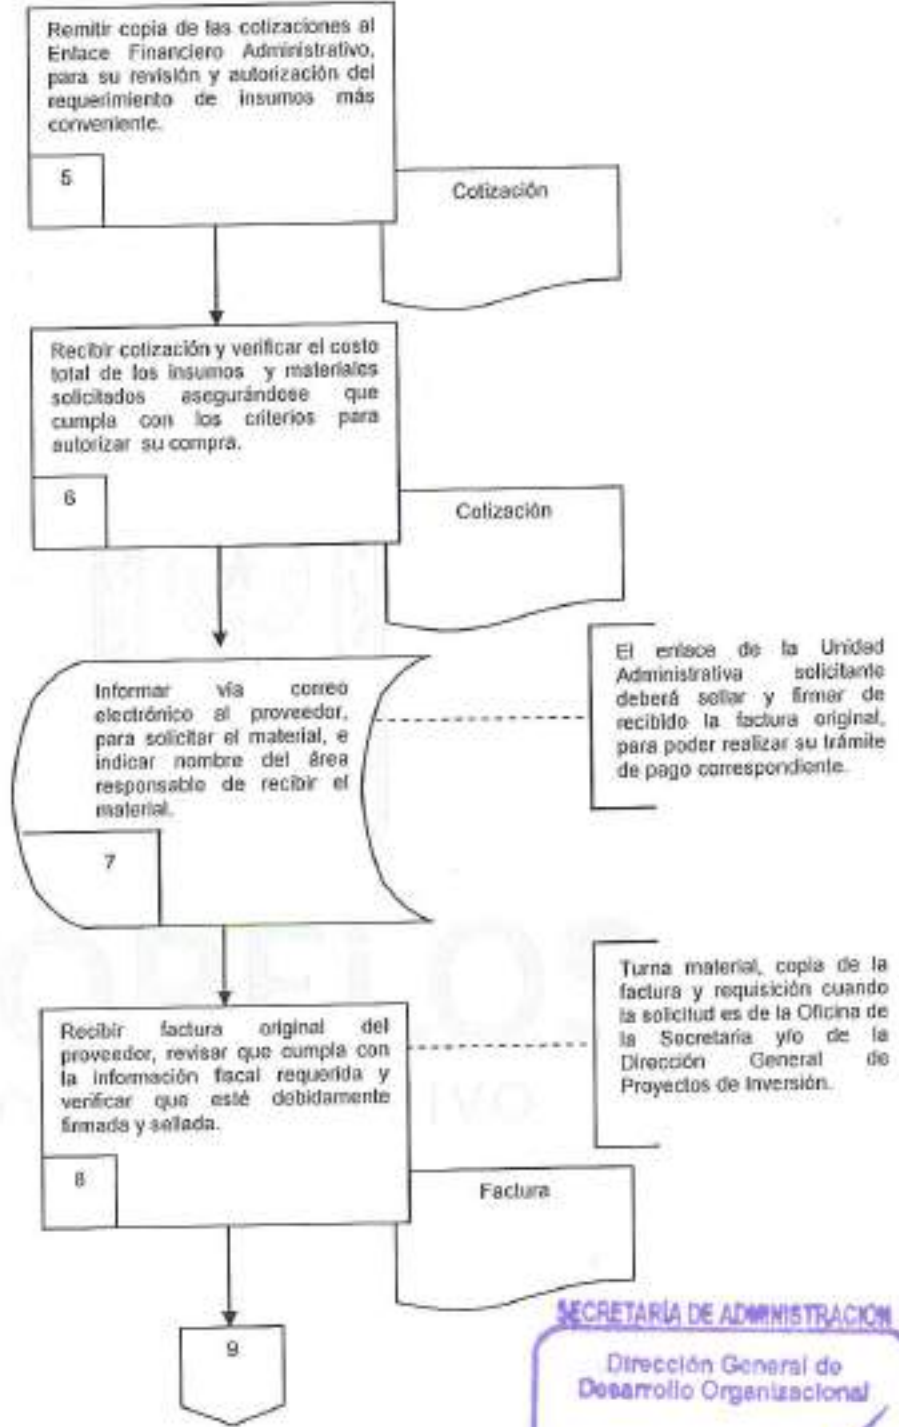 Remitir copia de las cotizaciones al
Enlace Financiero Administrativo,
para su revisión y autorización del
requerimiento de insumos más
conveniente.
5
Cotización
Recibir cotización y verificar el costo
total de los insumos y materiales
solicitados asegurándose que
cumpla con los criterios para
autorizar su compra.
6
Cotización
Informar vía correo
electrónico al proveedor,
para solicitar el material, e
indicar nombre del área
responsable de recibir el
material.
7
El enlace de la Unidad
Administrativa solicitante
deberá sellar y firmar de
recibido la factura original,
para poder realizar su trámite
de pago correspondiente.
Recibir factura original del
proveedor, revisar que cumpla con
la información fiscal requerida y
verificar que esté debidamente
firmada y sellada.
8
Turna material, copia de la
factura y requisición cuando
la solicitud es de la Oficina de
la Secretaría y/o de la
Dirección General de
Proyectos de Inversión.
Factura
9
SECRETARÍA DE ADMINISTRACIÓN
Dirección General de
Desarrollo Organizacional